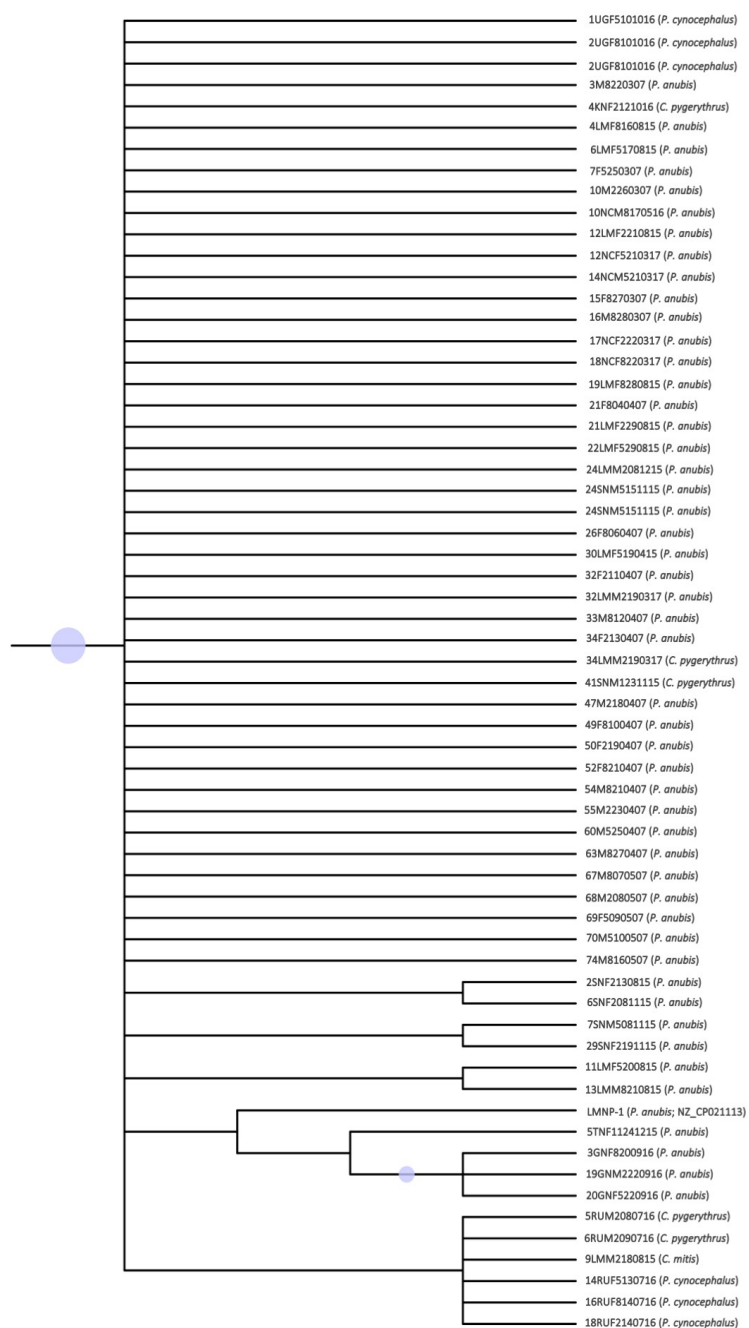 1UGF5101016 (P. cynocephalus)
2UGF8101016 (P. cynocephalus)
2UGF8101016 (P. cynocephalus)
3M8220307 (P. anubis)
4KNF2121016 (C. pygerythrus)
4LMF8160815 (P. anubis)
6LMF5170815 (P. anubis)
7F5250307 (P. anubis)
10M2260307 (P. anubis)
10NCM8170516 (P. anubis)
12LMF2210815 (P. anubis)
12NCF5210317 (P. anubis)
14NCM5210317 (P. anubis)
15F8270307 (P. anubis)
16M8280307 (P. anubis)
17NCF2220317 (P. anubis)
18NCF8220317 (P. anubis)
19LMF8280815 (P. anubis)
21F8040407 (P. anubis)
21LMF2290815 (P. anubis)
22LMF5290815 (P. anubis)
24LMM2081215 (P. anubis)
24SNM5151115 (P. anubis)
24SNM5151115 (P. anubis)
26F8060407 (P. anubis)
30LMF5190415 (P. anubis)
32F2110407 (P. anubis)
32LMM2190317 (P. anubis)
33M8120407 (P. anubis)
34F2130407 (P. anubis)
34LMM2190317 (C. pygerythrus)
41SNM1231115 (C. pygerythrus)
47M2180407 (P. anubis)
49F8100407 (P. anubis)
50F2190407 (P. anubis)
52F8210407 (P. anubis)
54M8210407 (P. anubis)
55M2230407 (P. anubis)
60M5250407 (P. anubis)
63M8270407 (P. anubis)
67M8070507 (P. anubis)
68M2080507 (P. anubis)
69F5090507 (P. anubis)
70M5100507 (P. anubis)
74M8160507 (P. anubis)
2SNF2130815 (P. anubis)
6SNF2081115 (P. anubis)
7SNM5081115 (P. anubis)
29SNF2191115 (P. anubis)
11LMF5200815 (P. anubis)
13LMM8210815 (P. anubis)
LMNP-1 (P. anubis; NZ_CP021113)
5TNF11241215 (P. anubis)
3GNF8200916 (P. anubis)
19GNM2220916 (P. anubis)
20GNF5220916 (P. anubis)
5RUM2080716 (C. pygerythrus)
6RUM2090716 (C. pygerythrus)
9LMM2180815 (C. mitis)
14RUF5130716 (P. cynocephalus)
16RUF8140716 (P. cynocephalus)
18RUF2140716 (P. cynocephalus)